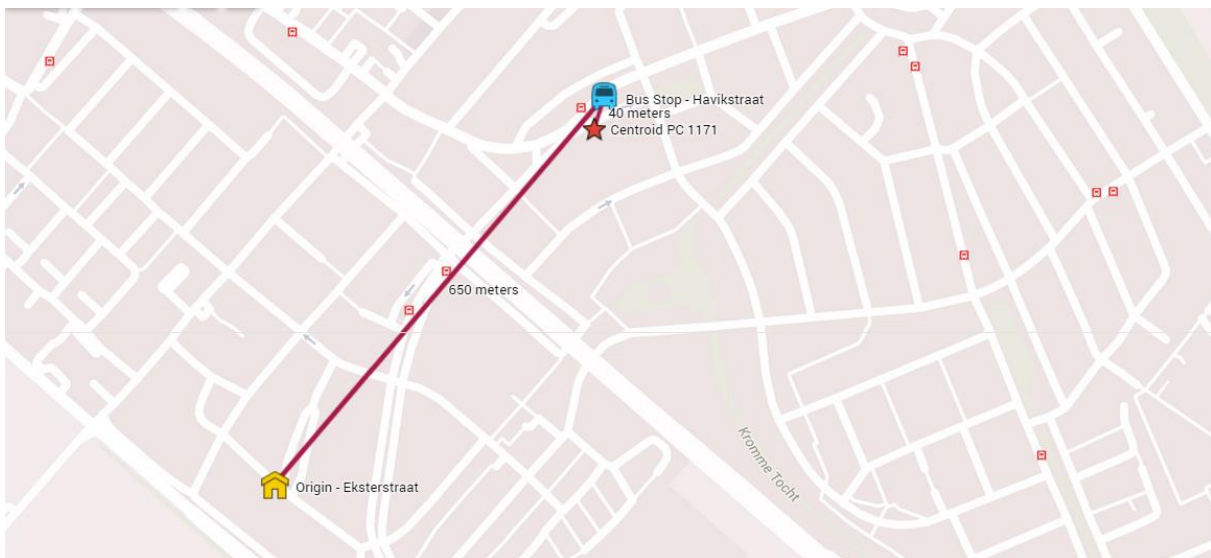 Bus Stop - Havikstraat
40 meters
Centroid PC 1171
650 meters
Kromme Tocht
Origin - Eksterstraat